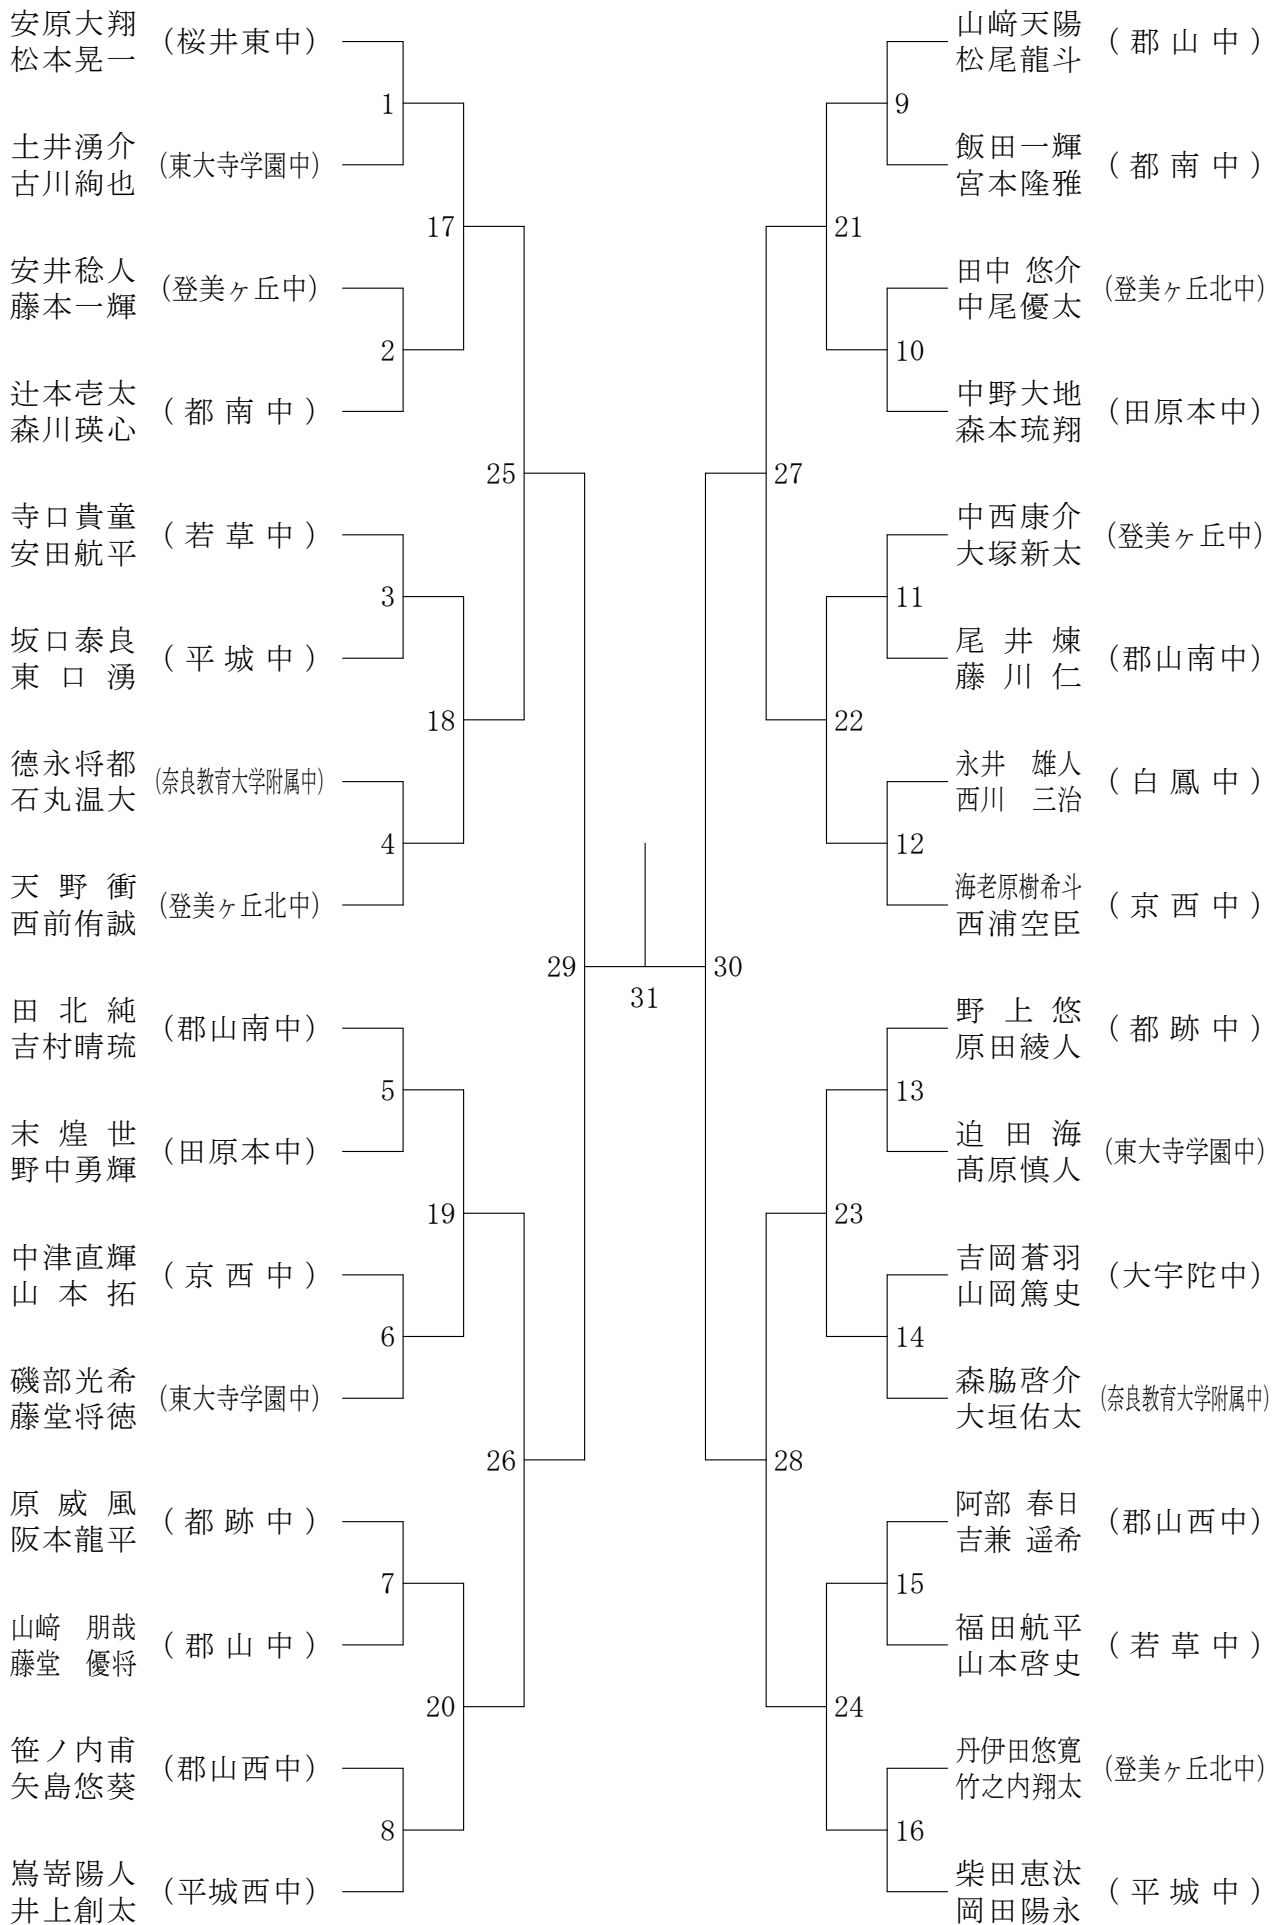 安原大翔
松本晃一
(桜井東中)
1
土井湧介
古川絢也
(東大寺学園中)
17
安井稔人
藤本一輝
(登美ヶ丘中)
2
辻本壱太
森川瑛心
(都南中)
25
寺口貴童
安田航平
(若草中)
3
坂口泰良
東口湧
(平城中)
18
德永将都
石丸温大
(奈良教育大学附属中)
4
天野衝
西前侑誠
(登美ヶ丘北中)
29
田北純
吉村晴琉
(郡山南中)
5
末煌世
野中勇輝
(田原本中)
19
中津直輝
山本拓
(京西中)
6
磯部光希
藤堂将徳
(東大寺学園中)
26
原威風
阪本龍平
(都跡中)
7
山﨑 朋哉
藤堂 優将
(郡山中)
20
笹ノ内甫
矢島悠葵
(郡山西中)
8
嶌嵜陽人
井上創太
(平城西中)
31
山﨑天陽
松尾龍斗
(郡山中)
9
飯田一輝
宮本隆雅
(都南中)
21
田中 悠介
中尾優太
(登美ヶ丘北中)
10
中野大地
森本琉翔
(田原本中)
27
中西康介
大塚新太
(登美ヶ丘中)
11
尾井煉
藤川仁
(郡山南中)
22
永井 雄人
西川 三治
(白鳳中)
12
海老原樹希斗
西浦空臣
(京西中)
30
野上悠
原田綾人
(都跡中)
13
迫田海
髙原慎人
(東大寺学園中)
23
吉岡蒼羽
山岡篤史
(大宇陀中)
14
森脇啓介
大垣佑太
(奈良教育大学附属中)
28
阿部 春日
吉兼 遥希
(郡山西中)
15
福田航平
山本啓史
(若草中)
24
丹伊田悠寛
竹之内翔太
(登美ヶ丘北中)
16
柴田恵汰
岡田陽永
(平城中)